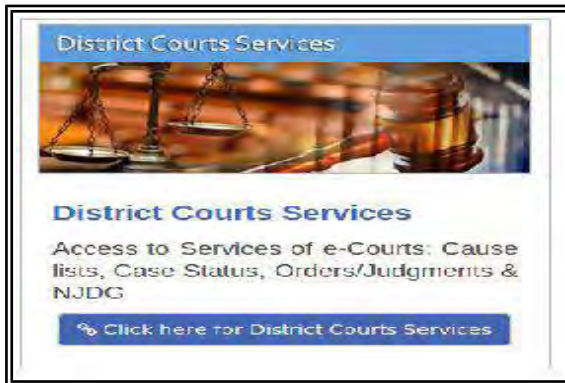 District Courts Services
District Courts Services
Access to Services of e-Courts: Cause
lists, Case Status, Orders/Judgments &
NJDG
Click here for District Courts Services